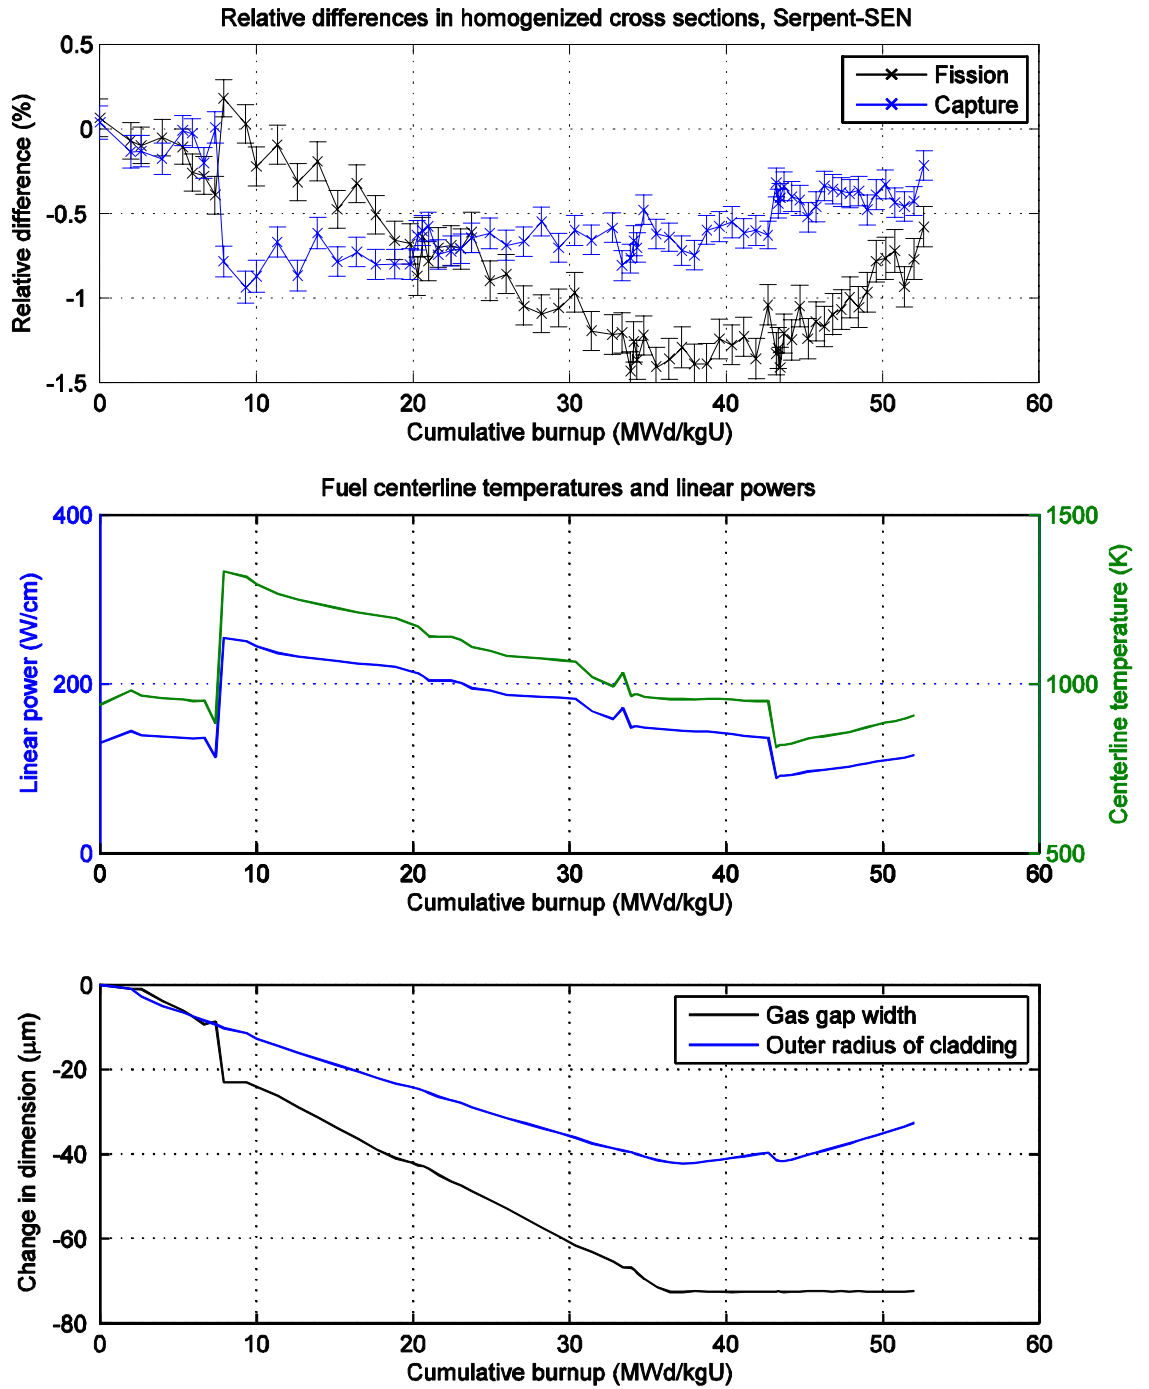 Relative differences in homogenized cross sections, Serpent-SEN
Relative difference (%)
0.5
0
-0.5
-1
-1.5
Fission
Capture
0 10 20 30 40 50 60
Cumulative burnup (MWd/kgU)
Fuel centerline temperatures and linear powers
Linear power (W/cm)
400
200
0
1500
1000
500
Centerline temperature (K)
0 10 20 30 40 50 60
Cumulative burnup (MWd/kgU)
Change in dimension (μm)
0
-20
-40
-60
-80
Gas gap width
Outer radius of cladding
0 10 20 30 40 50 60
Cumulative burnup (MWd/kgU)